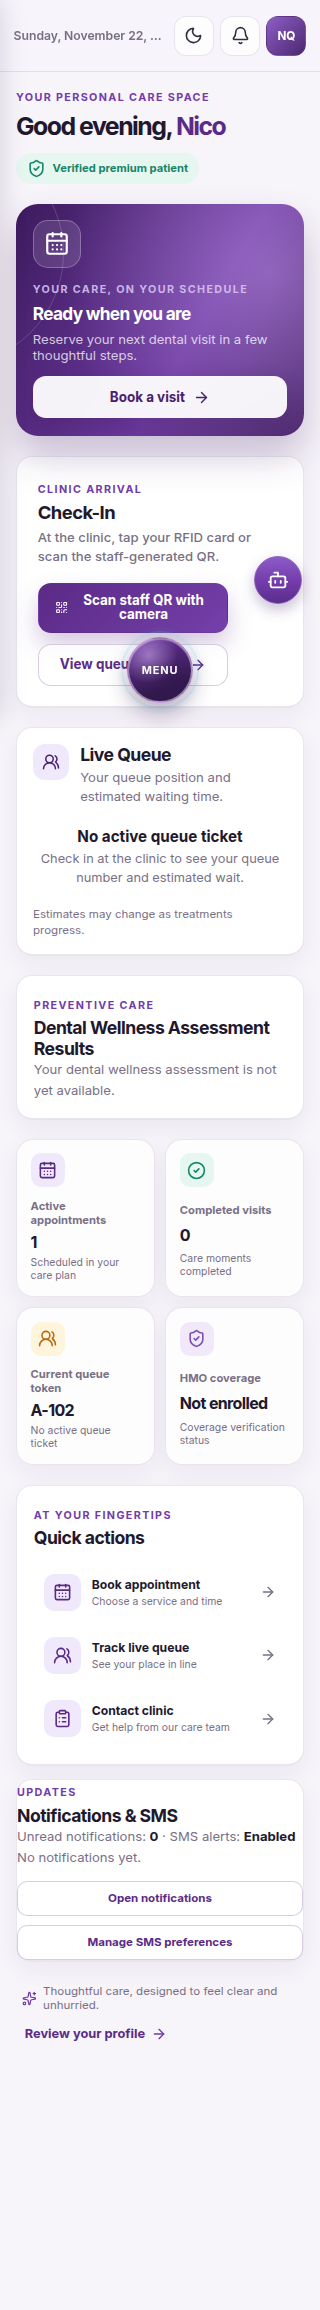 Sunday, November 22, ...
NQ
YOUR PERSONAL CARE SPACE
Good evening, Nico
Verified premium patient
YOUR CARE, ON YOUR SCHEDULE
Ready when you are
Reserve your next dental visit in a few
thoughtful steps.
Book a visit
CLINIC ARRIVAL
Check-In
At the clinic, tap your RFID card or
scan the staff-generated QR.
Scan staff QR with
camera
View
MENU
Live Queue
Your queue position and
estimated waiting time.
No active queue ticket
Check in at the clinic to see your queue
number and estimated wait.
Estimates may change as treatments
progress.
PREVENTIVE CARE
Dental Wellness Assessment
Results
Your dental wellness assessment is not
yet available.
Active
appointments
1
Scheduled in your
care plan
Completed visits
0
Care moments
completed
Current queue
token
A-102
No active queue
ticket
HMO coverage
Not enrolled
Coverage verification
status
AT YOUR FINGERTIPS
Quick actions
Book appointment
Choose a service and time
Track live queue
See your place in line
Contact clinic
Get help from our care team
UPDATES
Notifications & SMS
Unread notifications: 0 · SMS alerts: Enabled
No notifications yet.
Open notifications
Manage SMS preferences
Thoughtful care, designed to feel clear and
unhurried.
Review your profile